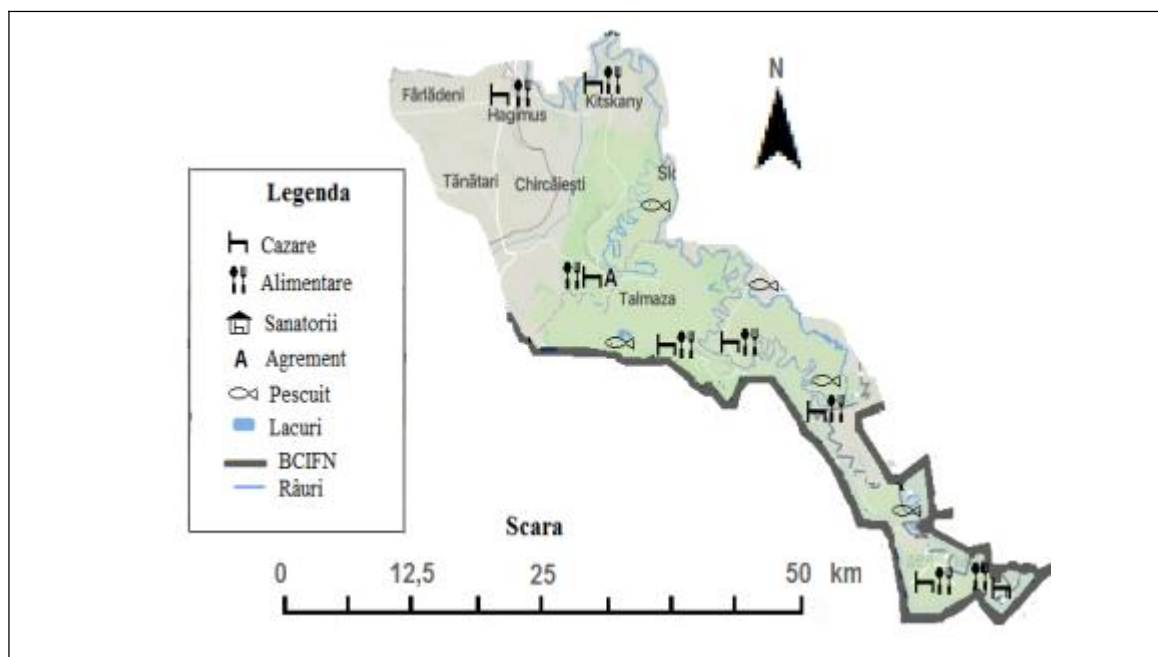 N
Fârlădeni
Hagimus
Kitskany
Tănătari
Chircăiești
Slo
A
Talmaza
Legenda
Cazare
Alimentare
Sanatorii
A Agrement
Pescuit
Lacuri
BCIFN
Râuri
Scara
0 12,5 25 50 km